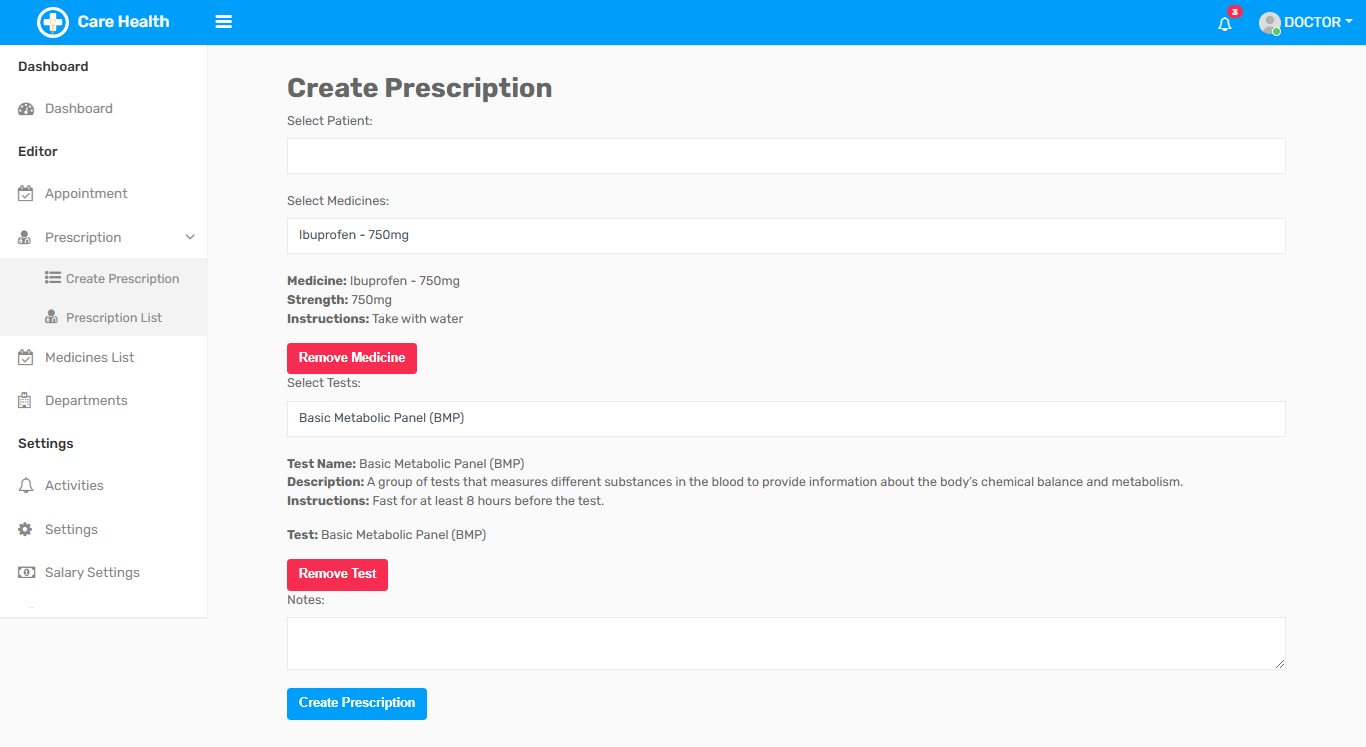 Care Health
3
DOCTOR
Dashboard
Dashboard
Editor
Appointment
Prescription
Create Prescription
Prescription List
Medicines List
Departments
Settings
Activities
Settings
Salary Settings
Create Prescription
Select Patient:
Select Medicines:
Ibuprofen - 750mg
Medicine: Ibuprofen - 750mg
Strength: 750mg
Instructions: Take with water
Remove Medicine
Select Tests:
Basic Metabolic Panel (BMP)
Test Name: Basic Metabolic Panel (BMP)
Description: A group of tests that measures different substances in the blood to provide information about the body's chemical balance and metabolism.
Instructions: Fast for at least 8 hours before the test.
Test: Basic Metabolic Panel (BMP)
Remove Test
Notes:
Create Prescription